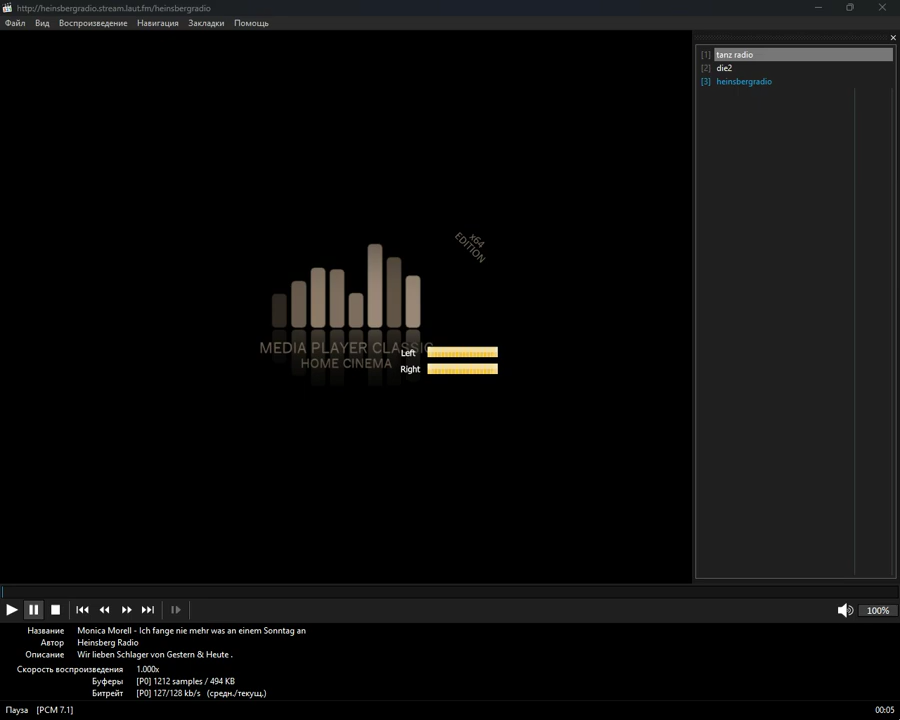 http://heinsbergradio.stream.laut.fm/heinsbergradio
Файл Вид Воспроизведение Навигация Закладки Помощь
[1] tanz radio
[2] die2
[3] heinsbergradio
x64
EDITION
MEDIA PLAYER CLASSIC
HOME CINEMA
Left
Right
100%
Название Monica Morell - Ich fange nie mehr was an einem Sonntag an
Автор Heinsberg Radio
Описание Wir lieben Schlager von Gestern & Heute .
Скорость воспроизведения 1.000x
Буферы [P0] 1212 samples / 494 KB
Битрейт [P0] 127/128 kb/s (средн./текущ.)
Пауза [PCM 7.1] 00:05